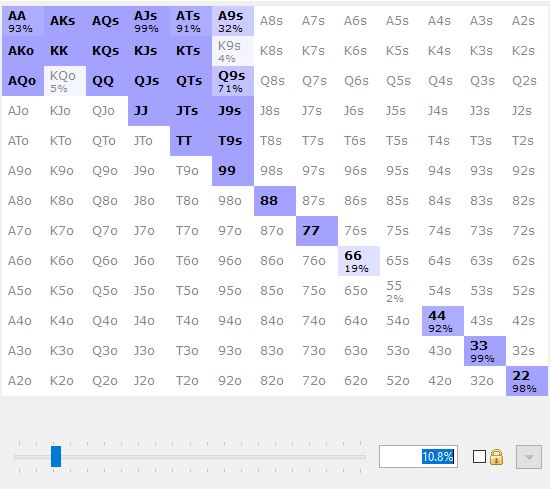 AA AKs AQs AJs ATs A9s A8s A7s A6s A5s A4s A3s A2s
93% 99% 91% 32%
AKo KK KQs KJs KTs K9s K8s K7s K6s K5s K4s K3s K2s
4%
AQo KQo QQ QJs QTs Q9s Q8s Q7s Q6s Q5s Q4s Q3s Q2s
5% 71%
AJo KJo QJo JJ JTs J9s J8s J7s J6s J5s J4s J3s J2s
ATo KTo QTo JTo TT T9s T8s T7s T6s T5s T4s T3s T2s
A9o K9o Q9o J9o T9o 99 98s 97s 96s 95s 94s 93s 92s
A8o K8o Q8o J8o T8o 98o 88 87s 86s 85s 84s 83s 82s
A7o K7o Q7o J7o T7o 97o 87o 77 76s 75s 74s 73s 72s
A6o K6o Q6o J6o T6o 96o 86o 76o 66 65s 64s 63s 62s
19%
A5o K5o Q5o J5o T5o 95o 85o 75o 65o 55 54s 53s 52s
2%
A4o K4o Q4o J4o T4o 94o 84o 74o 64o 54o 44 43s 42s
92%
A3o K3o Q3o J3o T3o 93o 83o 73o 63o 53o 43o 33 32s
99%
A2o K2o Q2o J2o T2o 92o 82o 72o 62o 52o 42o 32o 22
98%
10.8%